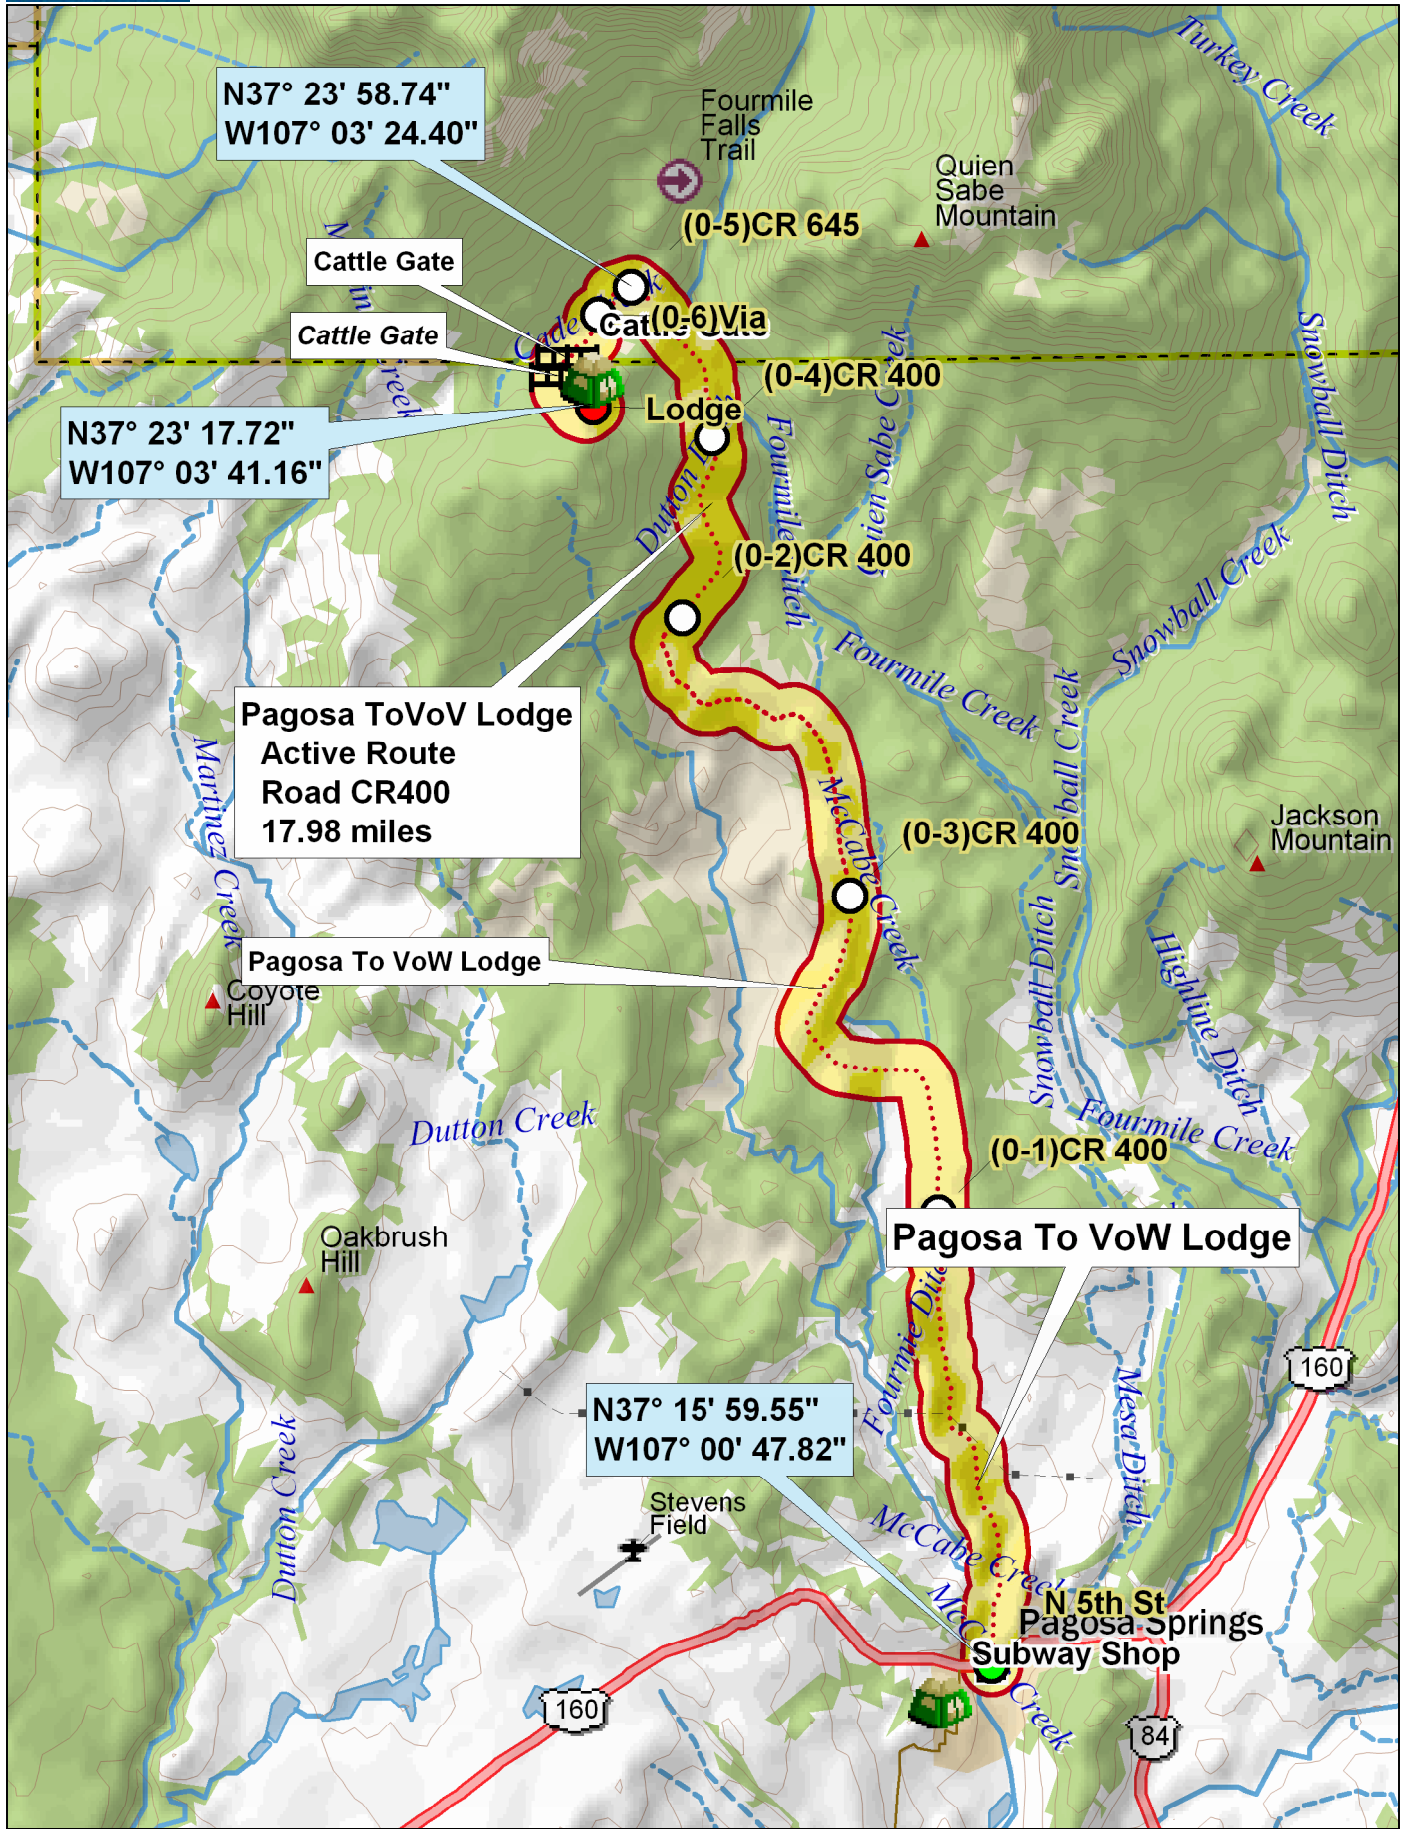 Turkey Creek
N37° 23' 58.74"
W107° 03' 24.40"
Fourmile
Falls
Trail
Quien
Sabe
Mountain
(0-5)CR 645
Cattle Gate
Cattle Gate
(0-6)Via
Snowball Ditch
(0-4)CR 400
Lodge
N37° 23' 17.72"
W107° 03' 41.16"
Fourmile Ditch
Quien Sabe Creek
Dutton
(0-2)CR 400
Snowball Creek
Fourmile Creek
Snowball Creek
Pagosa ToVoV Lodge
Active Route
Road CR400
17.98 miles
Martinez Creek
McCabe Creek
(0-3)CR 400
Jackson
Mountain
Snowball Ditch
Highline Ditch
Pagosa To VoW Lodge
Coyote
Hill
Dutton Creek
Fourmile Creek
(0-1)CR 400
Pagosa To VoW Lodge
Oakbrush
Hill
Fourmile Ditch
160
Mesa Ditch
N37° 15' 59.55"
W107° 00' 47.82"
Dutton Creek
Stevens
Field
McCabe Creek
N 5th St
Pagosa Springs
Subway Shop
Creek
160
84